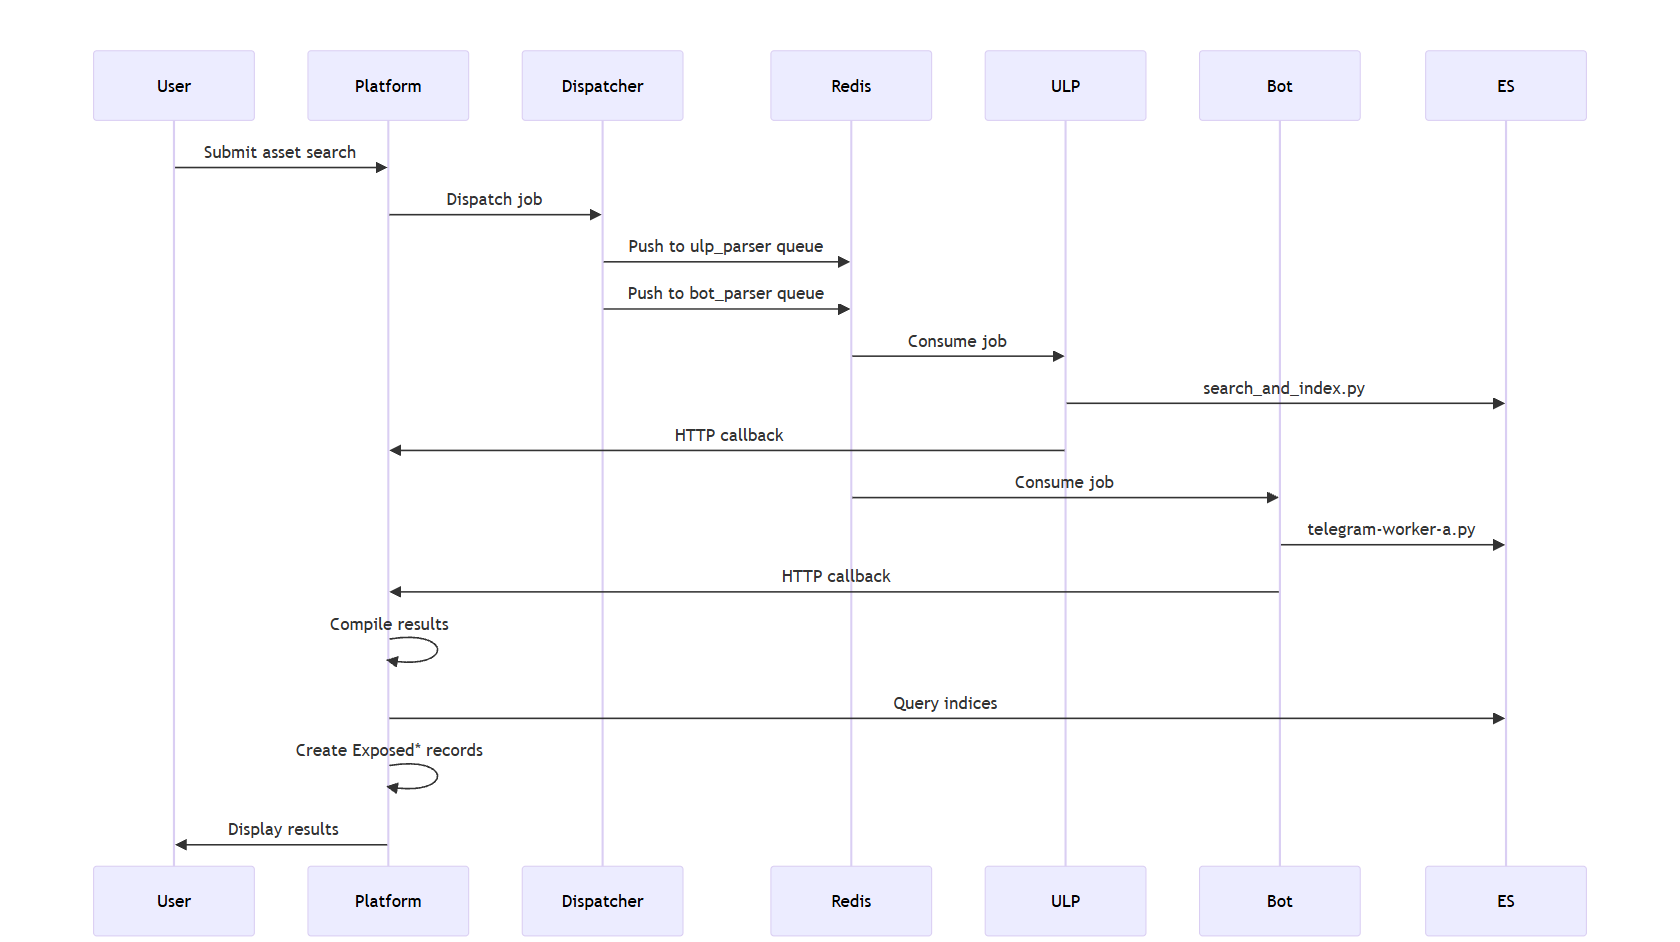 User
Platform
Dispatcher
Redis
ULP
Bot
ES
Submit asset search
Dispatch job
Push to ulp_parser queue
Push to bot_parser queue
Consume job
search_and_index.py
HTTP callback
Consume job
telegram-worker-a.py
HTTP callback
Compile results
Query indices
Create Exposed* records
Display results
User
Platform
Dispatcher
Redis
ULP
Bot
ES